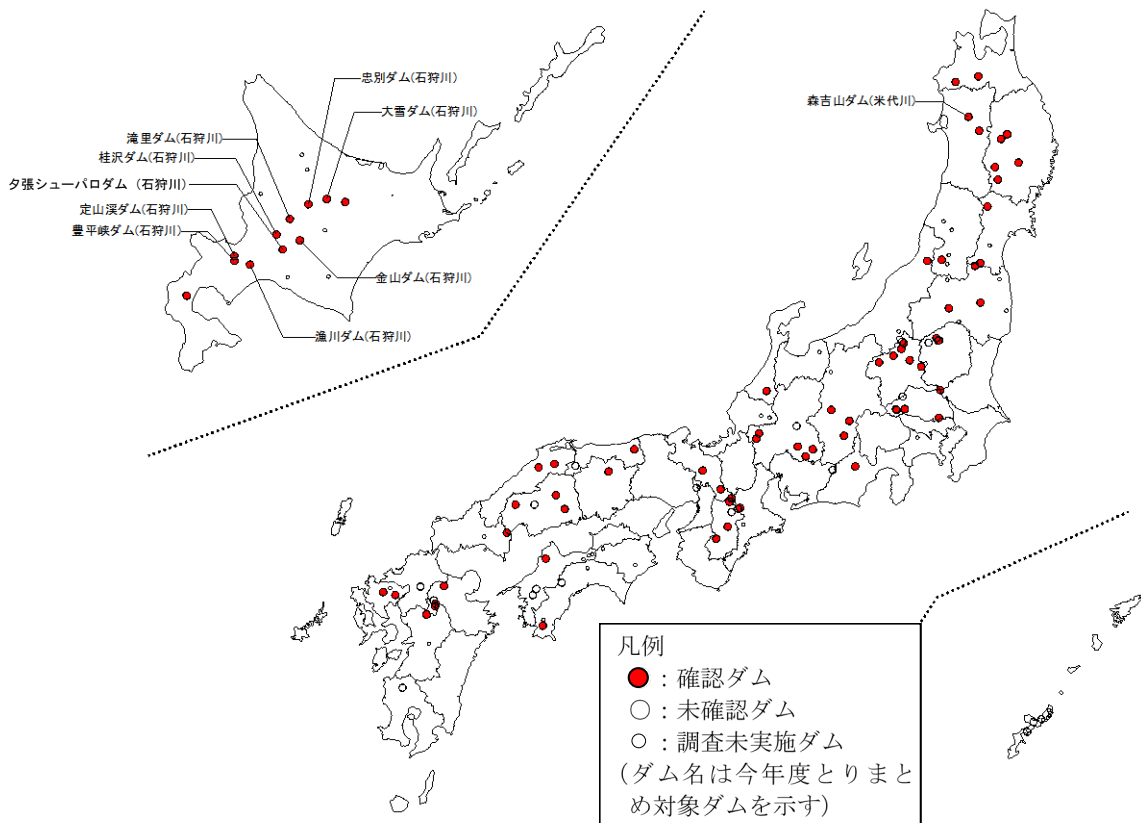 忠別ダム(石狩川)
大雪ダム(石狩川)
滝里ダム(石狩川)
桂沢ダム(石狩川)
夕張シューパロダム (石狩川)
定山渓ダム(石狩川)
豊平峡ダム(石狩川)
金山ダム(石狩川)
漁川ダム(石狩川)
森吉山ダム(米代川)
凡例
：確認ダム
：未確認ダム
：調査未実施ダム
(ダム名は今年度とりまと
め対象ダムを示す)